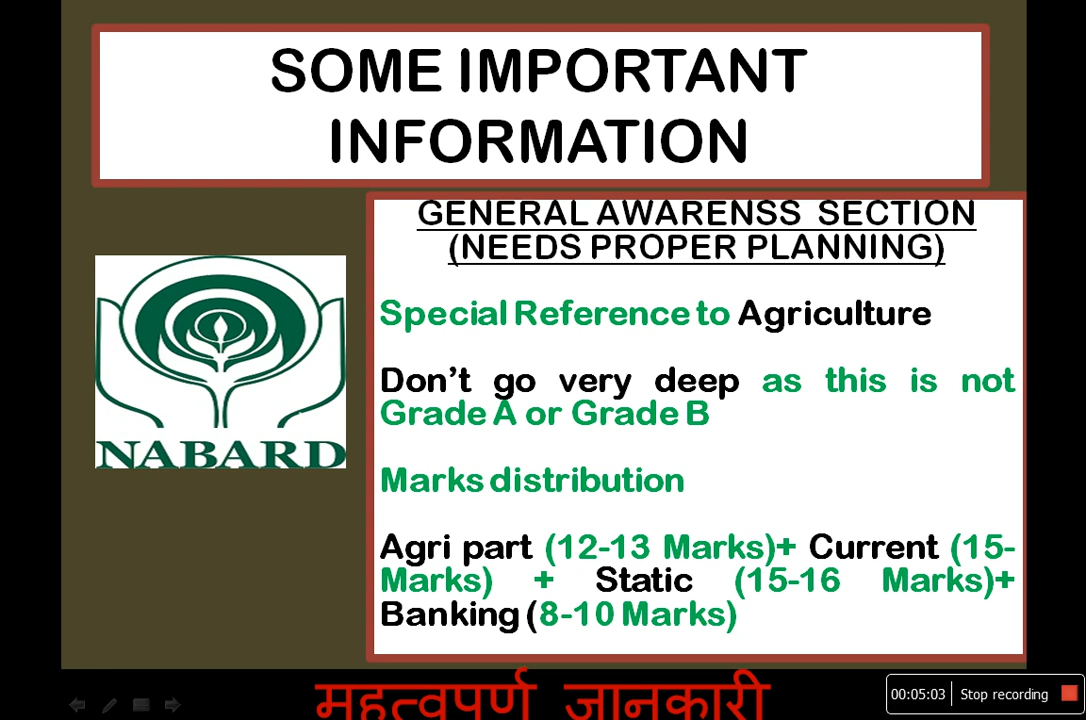 SOME IMPORTANT
INFORMATION
GENERAL AWARENSS SECTION
(NEEDS PROPER PLANNING)
Special Reference to Agriculture
Don't go very deep as this is not
Grade A or Grade B
Marks distribution
Agri part (12-13 Marks)+ Current (15-
Marks) + Static (15-16 Marks)+
Banking (8-10 Marks)
NABARD
महत्वपूर्ण जानकारी
00:05:03 Stop recording